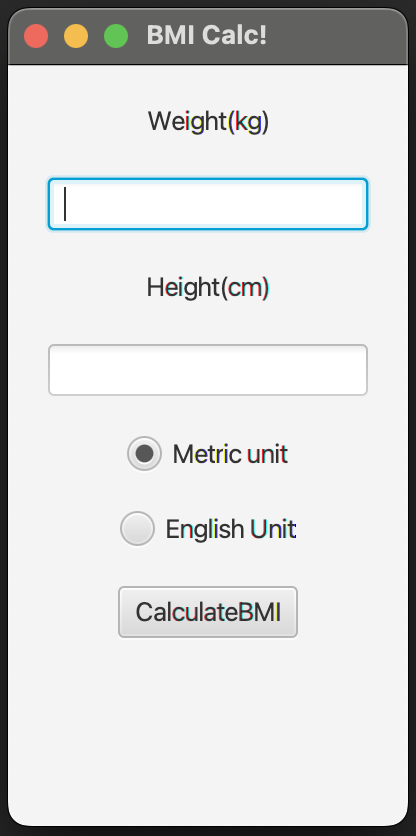 BMI Calc!
Weight(kg)
Height(cm)
Metric unit
English Unit
CalculateBMI